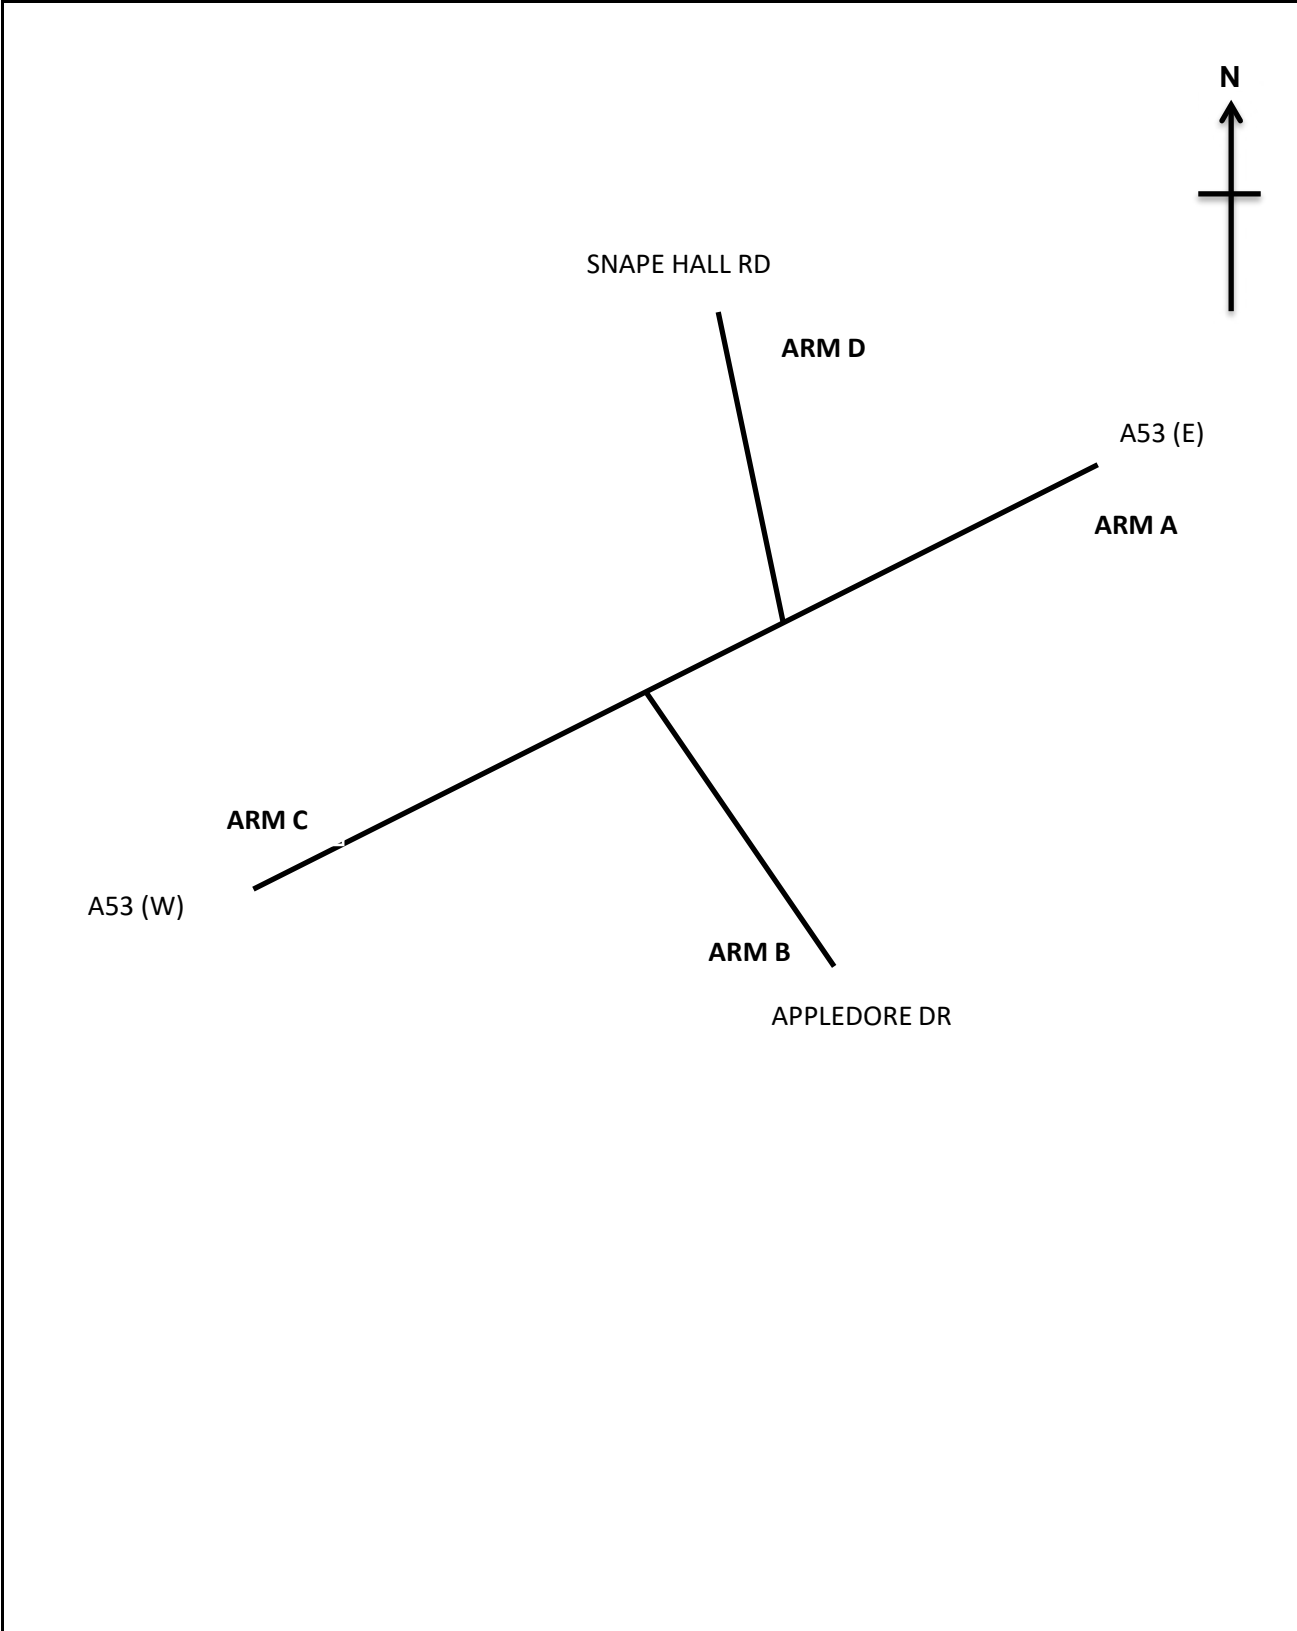 N
SNAPE HALL RD
ARM D
A53 (E)
ARM A
ARM C
A53 (W)
ARM B
APPLEDORE DR